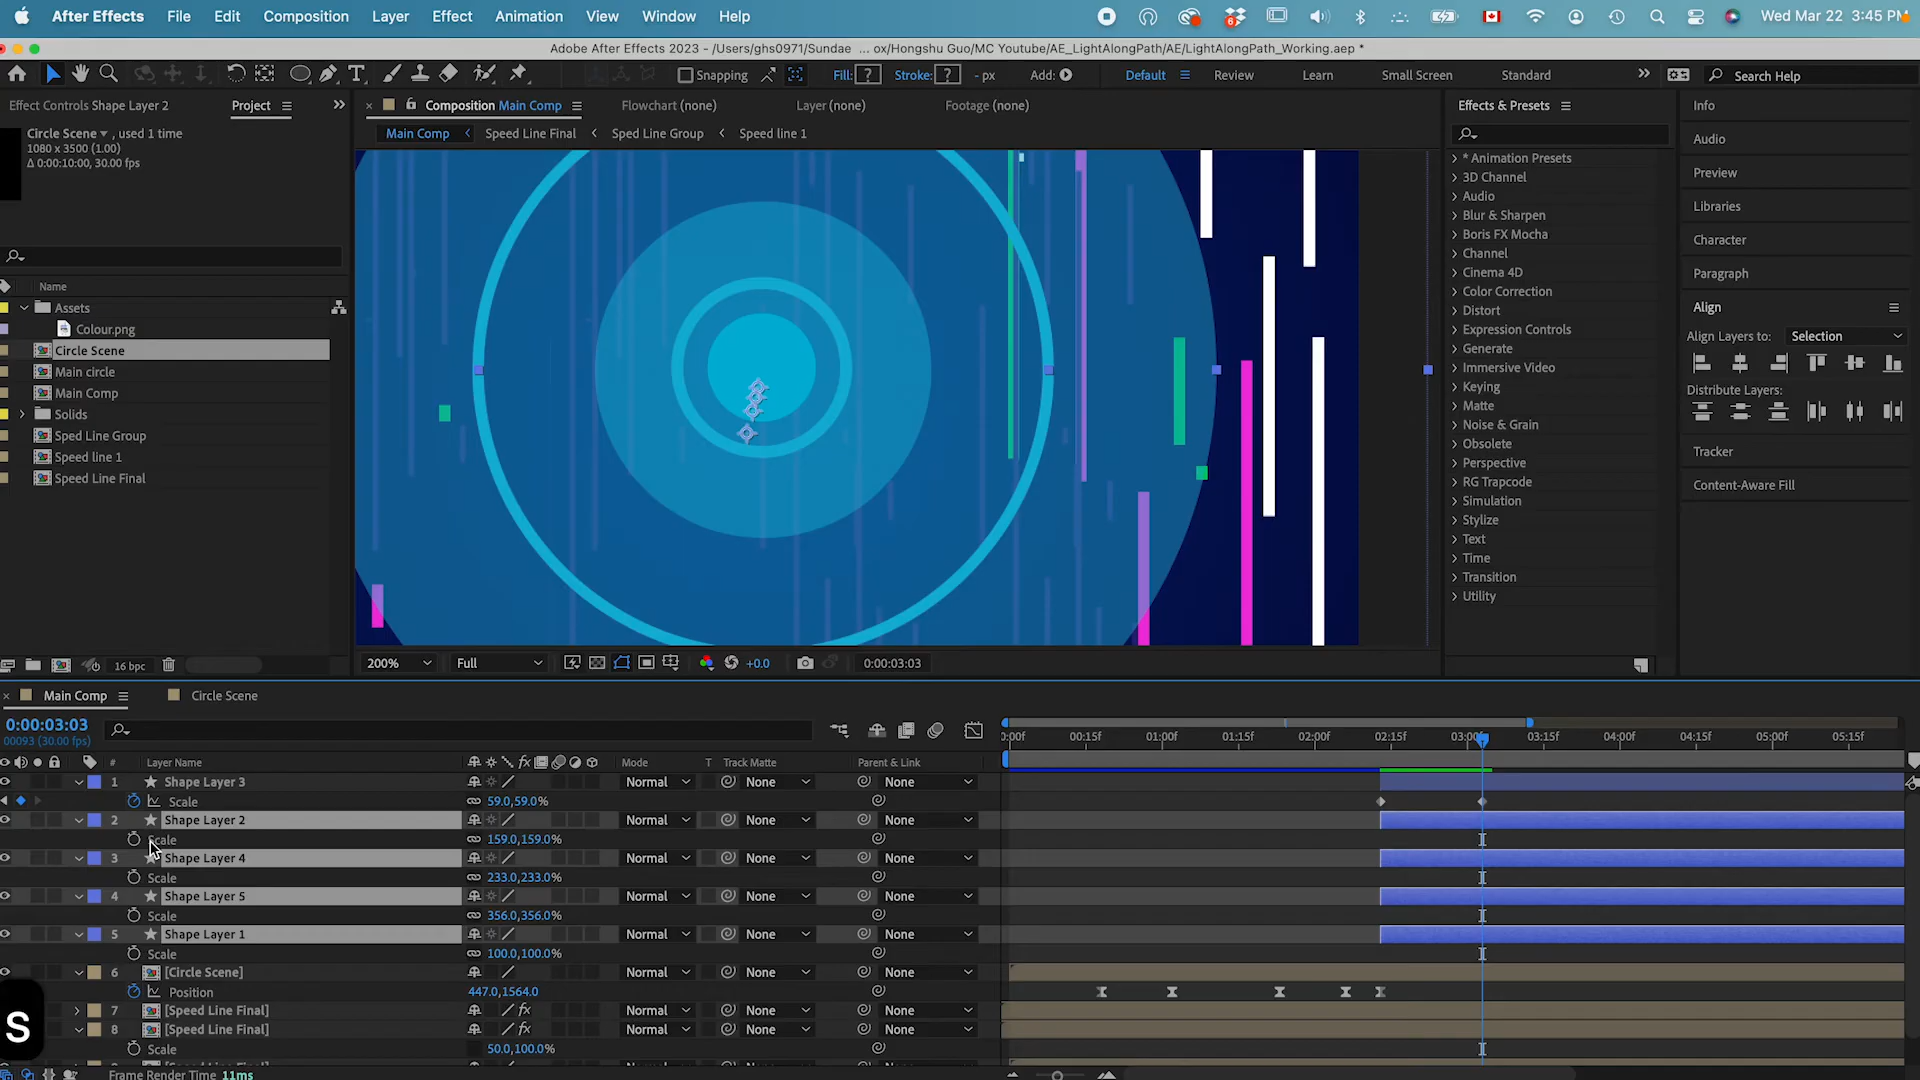 After Effects File Edit Composition Layer Effect Animation View Window Help Wed Mar 22 3:45 PM
Adobe After Effects 2023 - /Users/ghs0971/Sundae ... ox/Hongshu Guo/MC Youtube/AE_LightAlongPath/AE/LightAlongPath_Working.aep *
Snapping Fill: ? Stroke: ? - px Add: Default Review Learn Small Screen Standard Search Help
Effect Controls Shape Layer 2 Project Composition Main Comp Flowchart (none) Layer (none) Footage (none) Effects & Presets Info
Circle Scene , used 1 time
1080 x 3500 (1.00)
Δ 0:00:10:00, 30.00 fps
Main Comp Speed Line Final Sped Line Group Speed line 1
Name
Assets
Colour.png
Circle Scene
Main circle
Main Comp
Solids
Sped Line Group
Speed line 1
Speed Line Final
16 bpc
200% Full +0.0 0:00:03:03
* Animation Presets
3D Channel
Audio
Blur & Sharpen
Boris FX Mocha
Channel
Cinema 4D
Color Correction
Distort
Expression Controls
Generate
Immersive Video
Keying
Matte
Noise & Grain
Obsolete
Perspective
RG Trapcode
Simulation
Stylize
Text
Time
Transition
Utility
Audio
Preview
Libraries
Character
Paragraph
Align
Align Layers to: Selection
Distribute Layers:
Tracker
Content-Aware Fill
Main Comp Circle Scene
0:00:03:03
00093 (30.00 fps)
:00f 00:15f 01:00f 01:15f 02:00f 02:15f 03:00f 03:15f 04:00f 04:15f 05:00f 05:15f
# Layer Name Mode T Track Matte Parent & Link
1 Shape Layer 3 Normal None None
Scale 59.0,59.0%
2 Shape Layer 2 Normal None None
Scale 159.0,159.0%
3 Shape Layer 4 Normal None None
Scale 233.0,233.0%
4 Shape Layer 5 Normal None None
Scale 356.0,356.0%
5 Shape Layer 1 Normal None None
Scale 100.0,100.0%
6 [Circle Scene] Normal None None
Position 447.0,1564.0
7 [Speed Line Final] Normal None None
8 [Speed Line Final] Normal None None
Scale 50.0,100.0%
S
Frame Render Time 11ms